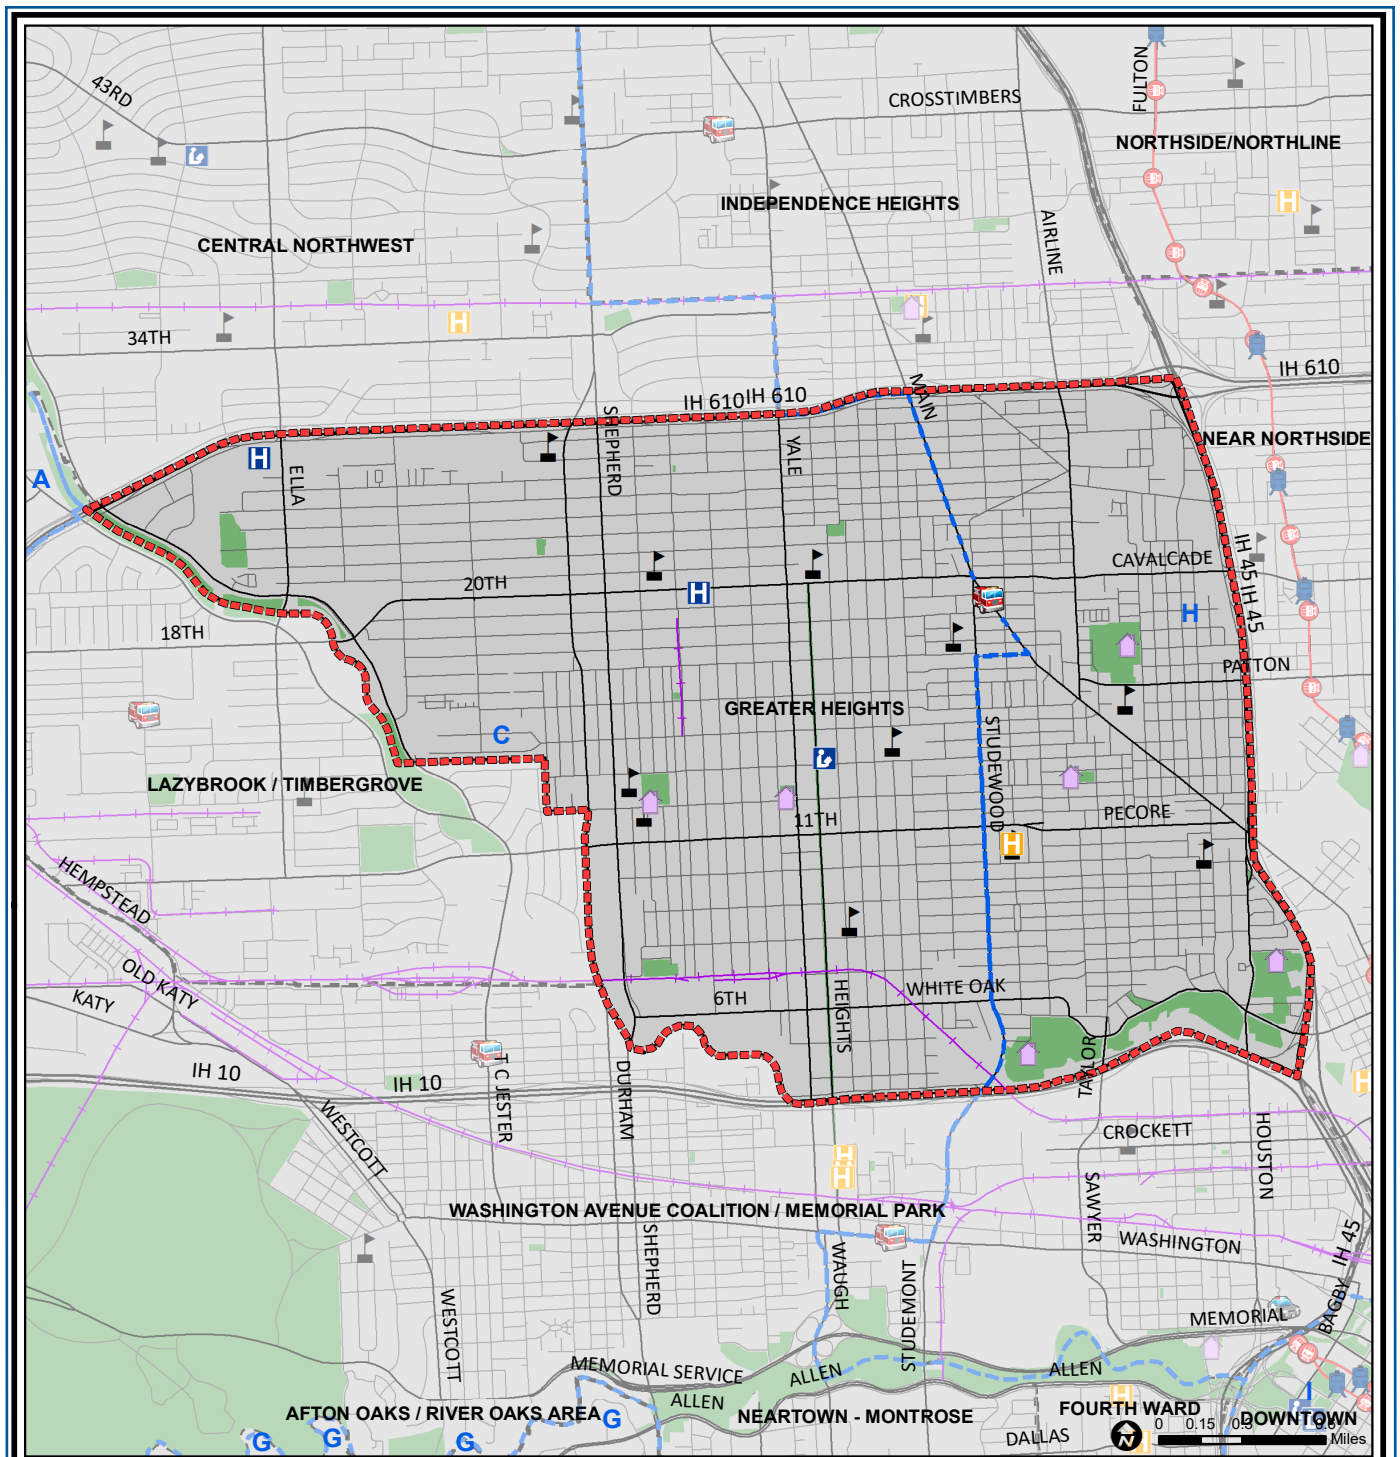 43RD
CROSSTIMBERS
FULTON
NORTHSIDE/NORTHLINE
INDEPENDENCE HEIGHTS
AIRLINE
CENTRAL NORTHWEST
H
H
H
34TH
IH 610
IH 610
IH 610
MAIN
SHEPHERD
YALE
NEAR NORTHSIDE
H
ELLA
A
IH 45
IH 45
CAVALCADE
20TH
H
H
18TH
PATTON
GREATER HEIGHTS
C
STUDEWOOD
LAZYBROOK / TIMBERGROVE
11TH
PECORE
H
HEMPSTEAD
OLD KATY
KATY
6TH
WHITE OAK
HEIGHTS
IH 10
IH 10
TC JESTER
DURHAM
TAYLOR
H
WESTCOTT
CROCKETT
HOUSTON
H
H
SAWYER
WASHINGTON AVENUE COALITION / MEMORIAL PARK
SHEPHERD
WAUGH
WASHINGTON
IH 45
WESTCOTT
STUDEMONT
MEMORIAL
BAGBY
MEMORIAL SERVICE
ALLEN
ALLEN
ALLEN
H
I
AFTON OAKS / RIVER OAKS AREA
G
NEARTOWN - MONTROSE
FOURTH WARD
DOWNTOWN
G
G
G
DALLAS
N
0 0.15 0.3
Miles